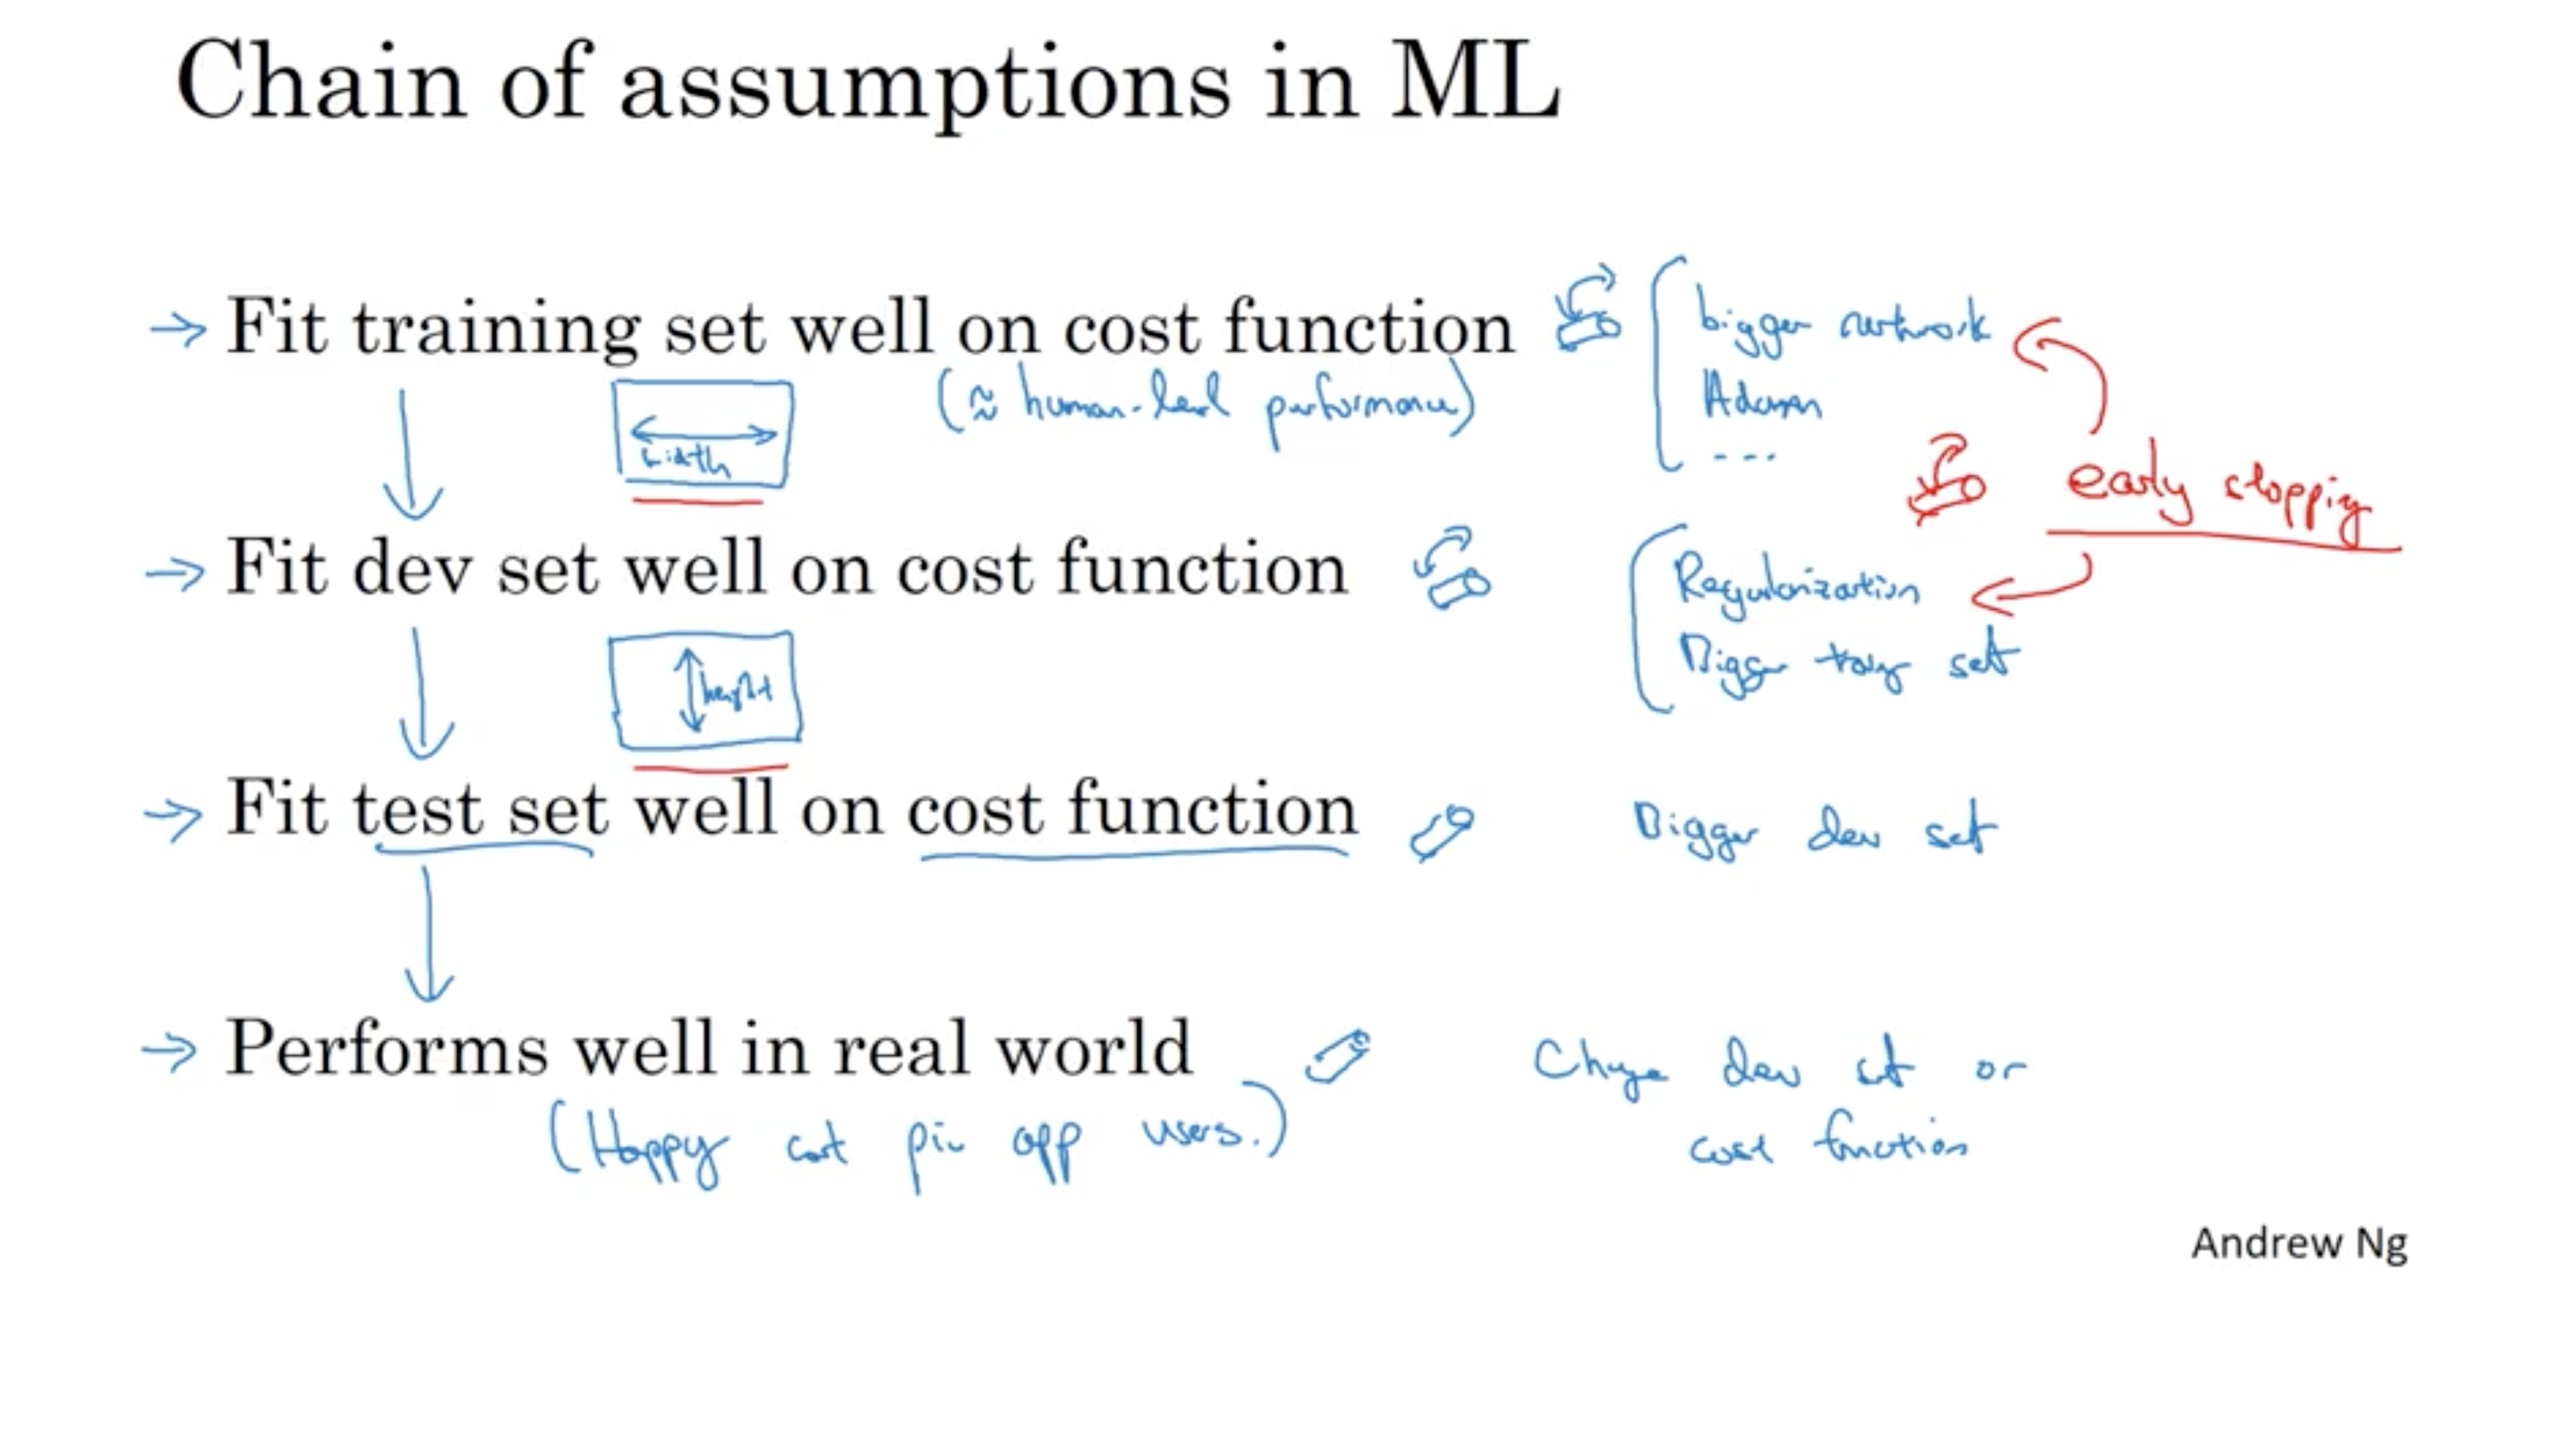 Chain of assumptions in ML
→ Fit training set well on cost function
(≈ human-level performance)
width
bigger network
Adam
...
early stopping
→ Fit dev set well on cost function
Regularization
Bigger set
height
→ Fit test set well on cost function
Bigger dev set
→ Performs well in real world
(Happy cat pic app users.)
Change dev set or
cost function
Andrew Ng